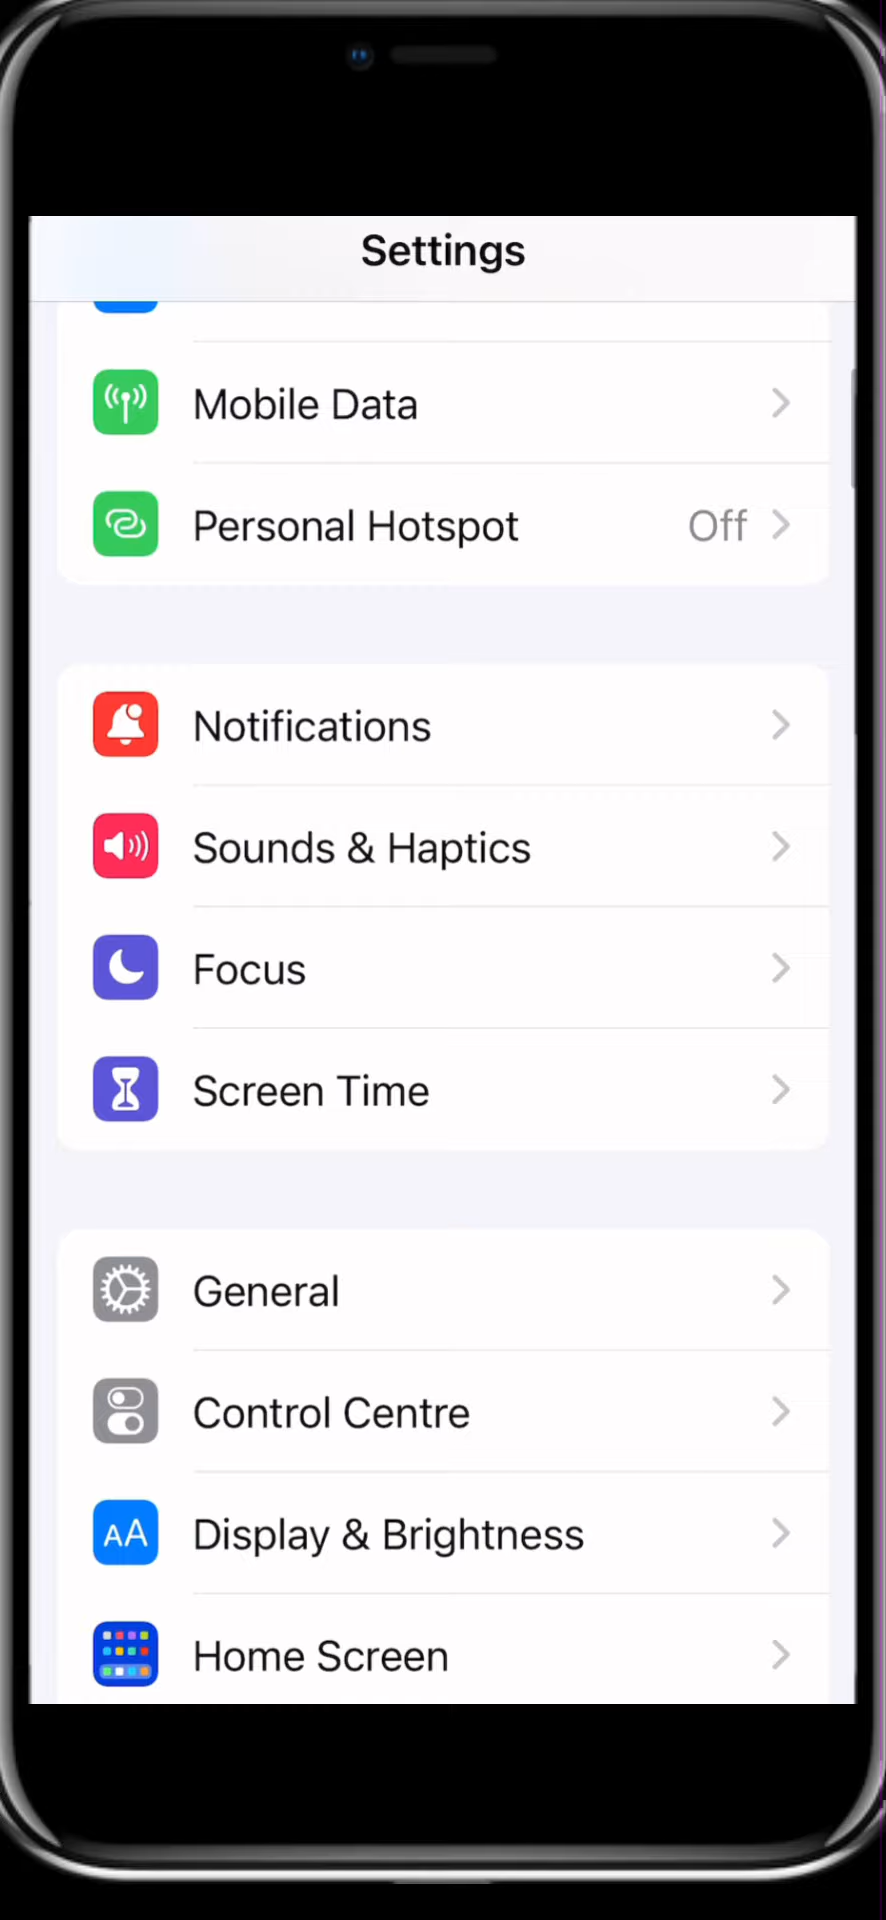 Settings
Mobile Data
Personal Hotspot Off
Notifications
Sounds & Haptics
Focus
Screen Time
General
Control Centre
AA Display & Brightness
Home Screen